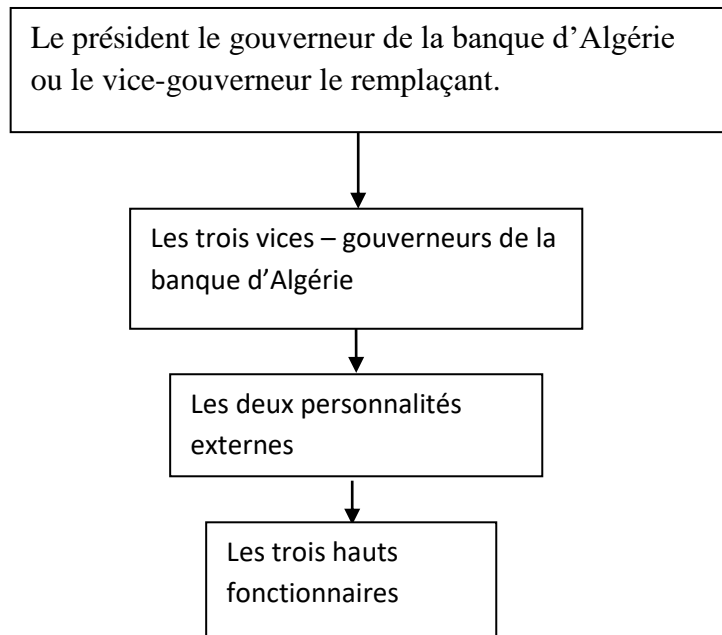 Le président le gouverneur de la banque d’Algérie
ou le vice-gouverneur le remplaçant.
Les trois vices – gouverneurs de la
banque d’Algérie
Les deux personnalités
externes
Les trois hauts
fonctionnaires